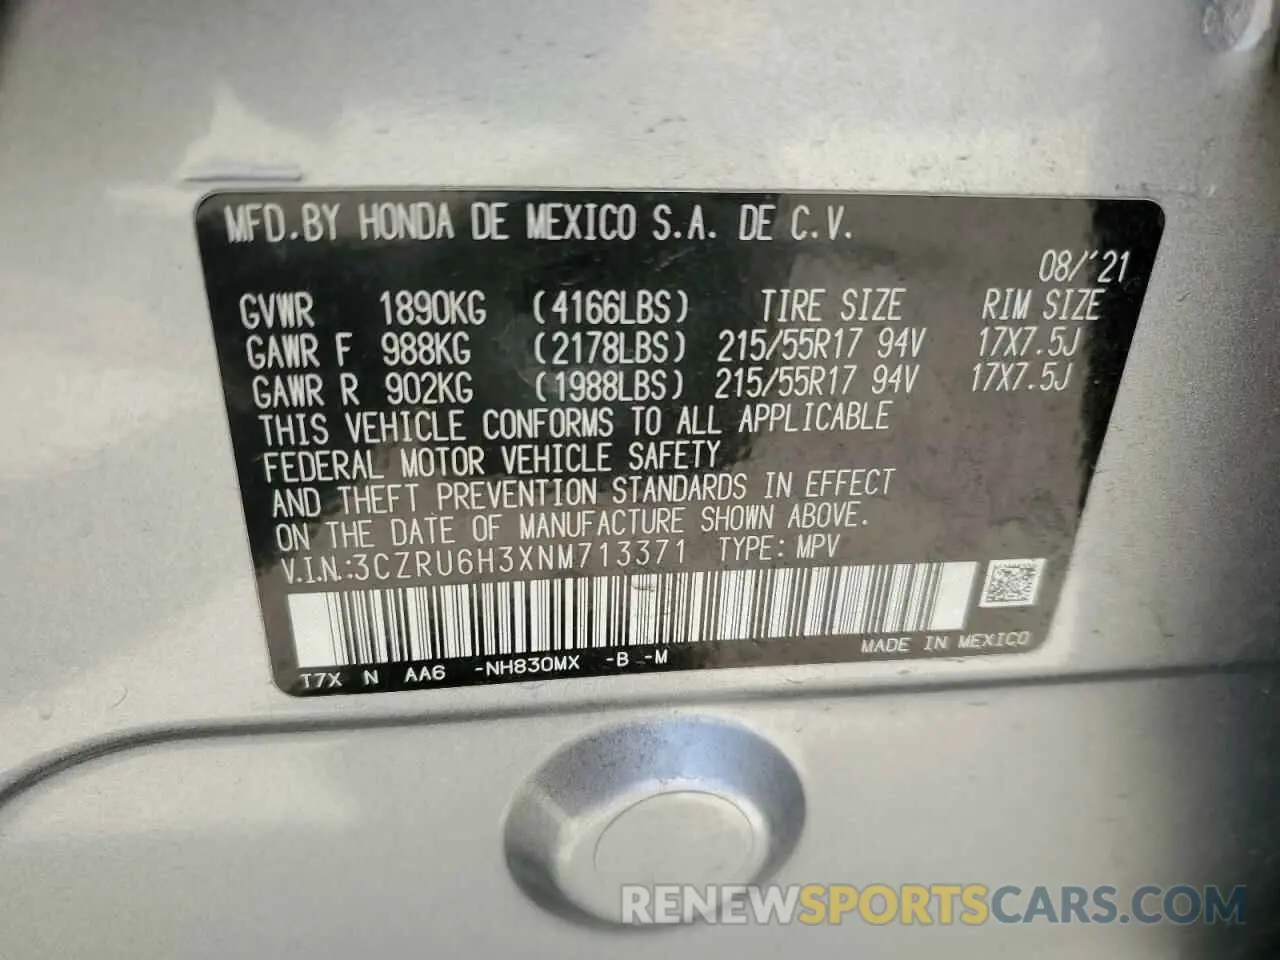 MFD.BY HONDA DE MEXICO S.A. DE C.V.
08/'21
GVWR 1890KG (4166LBS) TIRE SIZE RIM SIZE
GAWR F 988KG (2178LBS) 215/55R17 94V 17X7.5J
GAWR R 902KG (1988LBS) 215/55R17 94V 17X7.5J
THIS VEHICLE CONFORMS TO ALL APPLICABLE
FEDERAL MOTOR VEHICLE SAFETY
AND THEFT PREVENTION STANDARDS IN EFFECT
ON THE DATE OF MANUFACTURE SHOWN ABOVE.
V.I.N.:3CZRU6H3XNM713371 TYPE:MPV
MADE IN MEXICO
T7X N AA6 -NH830MX -B -M
RENEWSPORTSCARS.COM